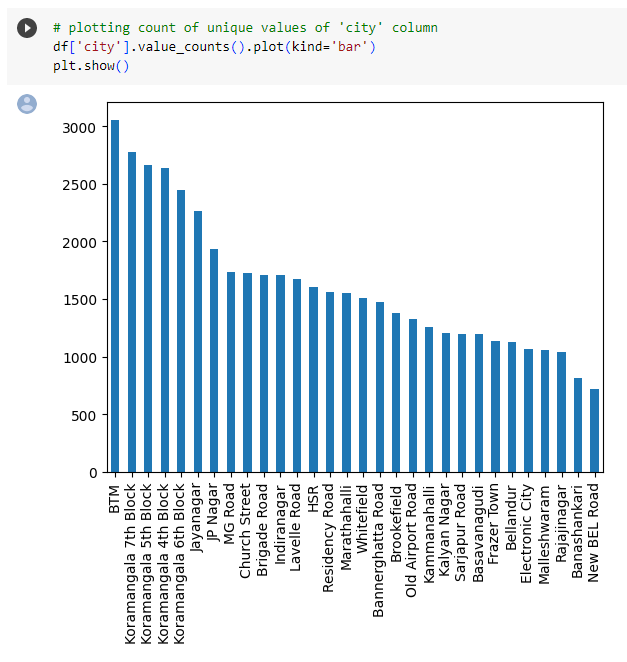 # plotting count of unique values of 'city' column
df['city'].value_counts().plot(kind='bar')
plt.show()
3000
2500
2000
1500
1000
500
0
BTM
Koramangala 7th Block
Koramangala 5th Block
Koramangala 4th Block
Koramangala 6th Block
Jayanagar
JP Nagar
MG Road
Church Street
Brigade Road
Indiranagar
Lavelle Road
HSR
Residency Road
Marathahalli
Whitefield
Bannerghatta Road
Brookefield
Old Airport Road
Kammanahalli
Kalyan Nagar
Sarjapur Road
Basavanagudi
Frazer Town
Bellandur
Electronic City
Malleshwaram
Rajajinagar
Banashankari
New BEL Road